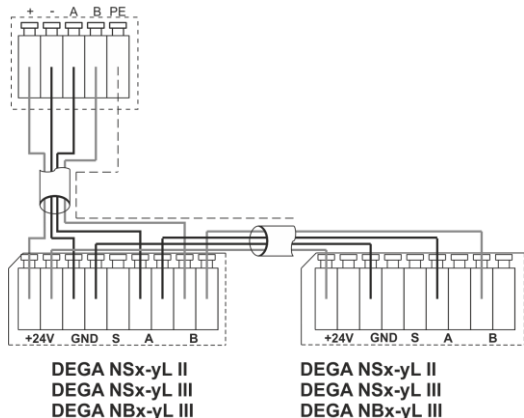 + - A B PE
+24V GND S A B
+24V GND S A B
DEGA NSx-yL II
DEGA NSx-yL III
DEGA NBx-yL III
DEGA NSx-yL II
DEGA NSx-yL III
DEGA NBx-yL III